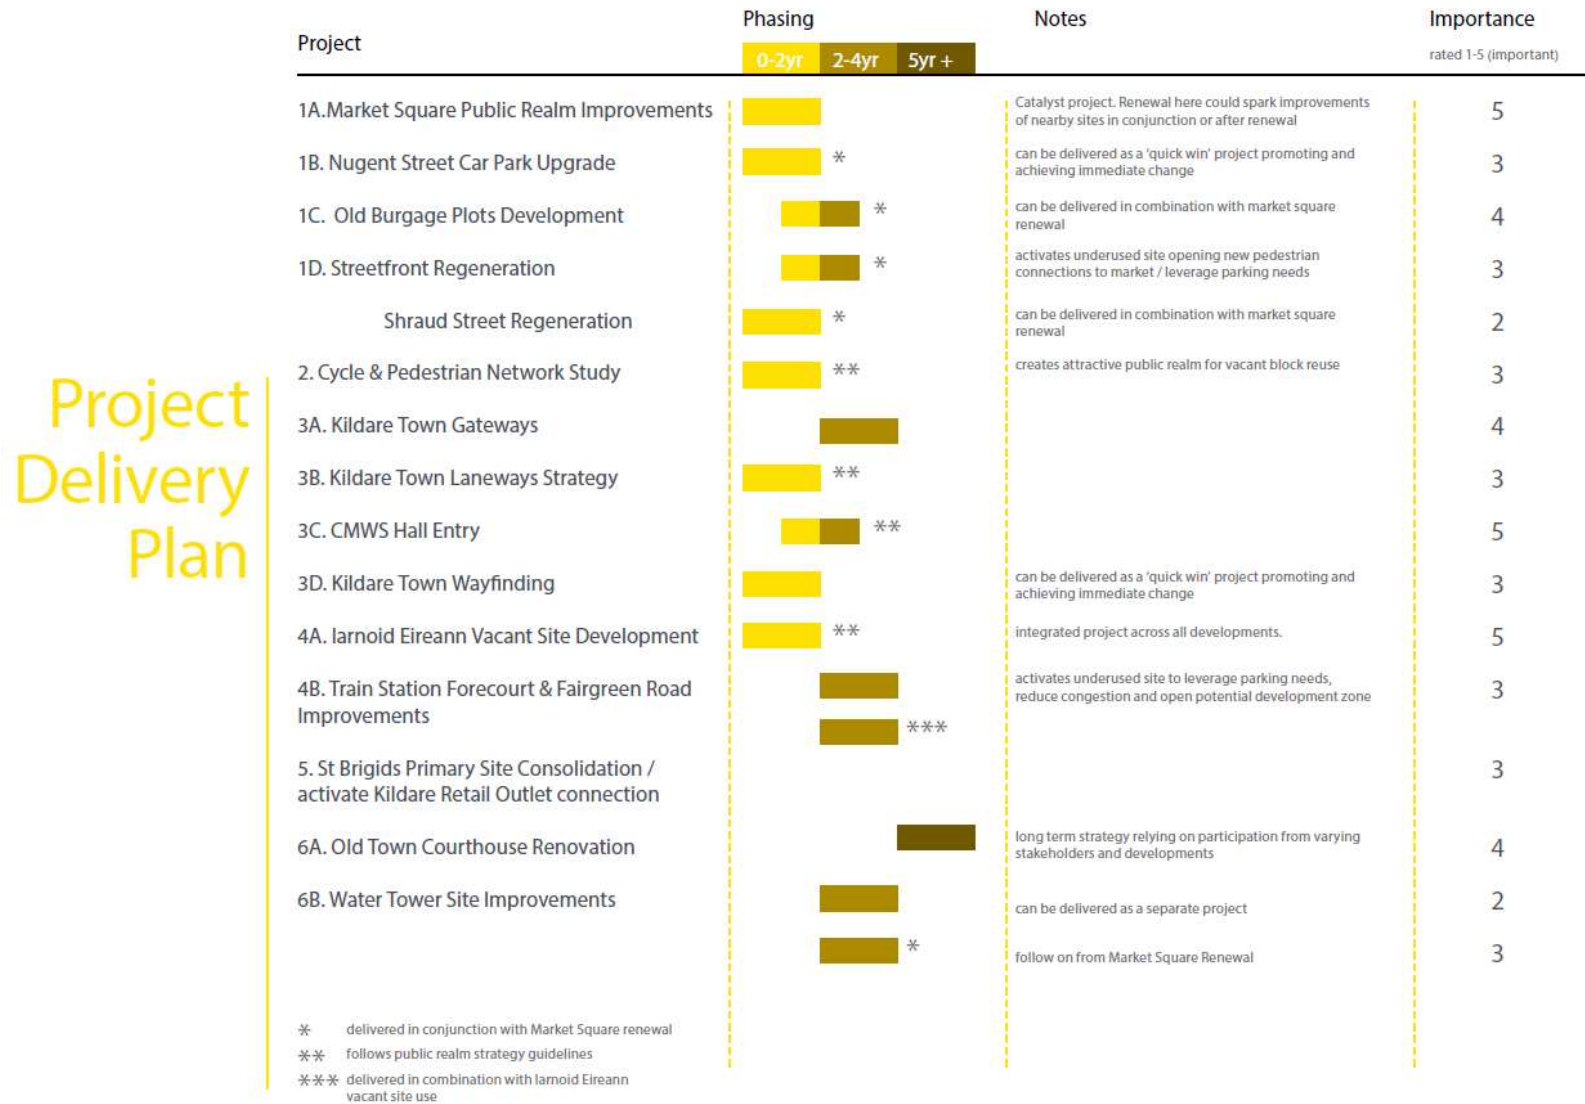 Project
Delivery
Plan
Project
Phasing
0-2yr 2-4yr 5yr +
Notes
Importance
rated 1-5 (important)
1A.Market Square Public Realm Improvements
Catalyst project. Renewal here could spark improvements
of nearby sites in conjunction or after renewal
5
1B. Nugent Street Car Park Upgrade
*
can be delivered as a 'quick win' project promoting and
achieving immediate change
3
1C. Old Burgage Plots Development
*
can be delivered in combination with market square
renewal
4
1D. Streetfront Regeneration
*
activates underused site opening new pedestrian
connections to market / leverage parking needs
3
Shraud Street Regeneration
*
can be delivered in combination with market square
renewal
2
2. Cycle & Pedestrian Network Study
**
creates attractive public realm for vacant block reuse
3
3A. Kildare Town Gateways
4
3B. Kildare Town Laneways Strategy
**
3
3C. CMWS Hall Entry
**
5
3D. Kildare Town Wayfinding
can be delivered as a 'quick win' project promoting and
achieving immediate change
3
4A. Iarnoid Eireann Vacant Site Development
**
integrated project across all developments.
5
4B. Train Station Forecourt & Fairgreen Road
Improvements
activates underused site to leverage parking needs,
reduce congestion and open potential development zone
3
***
5. St Brigids Primary Site Consolidation /
activate Kildare Retail Outlet connection
3
6A. Old Town Courthouse Renovation
long term strategy relying on participation from varying
stakeholders and developments
4
6B. Water Tower Site Improvements
can be delivered as a separate project
2
*
follow on from Market Square Renewal
3
* delivered in conjunction with Market Square renewal
** follows public realm strategy guidelines
*** delivered in combination with Iarnoid Eireann
vacant site use